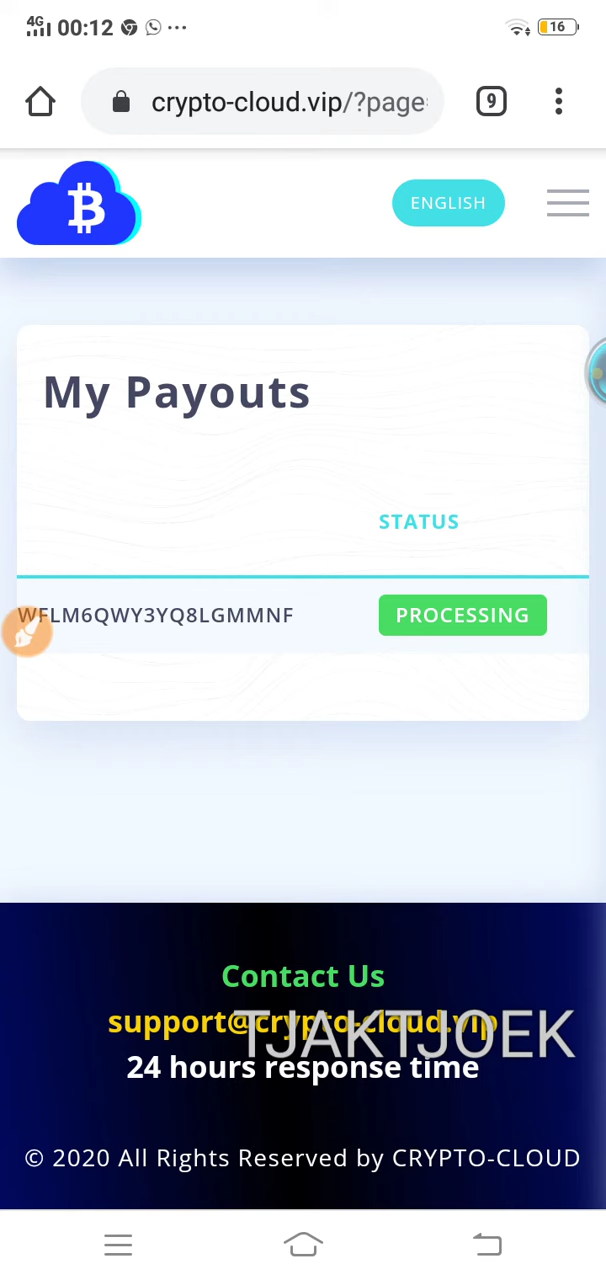 4G 00:12 ... 16
crypto-cloud.vip/?page
9
ENGLISH
My Payouts
STATUS
WFLM6QWY3YQ8LGMMNF PROCESSING
Contact Us
support@crypto-cloud.vip
TJAKTJOEK
24 hours response time
© 2020 All Rights Reserved by CRYPTO-CLOUD